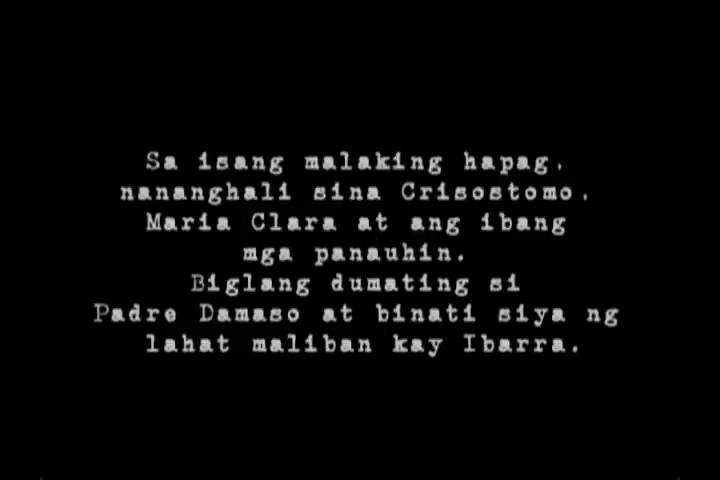 Sa isang malaking hapag,
nananghali sina Crisostomo,
Maria Clara at ang ibang
mga panauhin.
Biglang dumating si
Padre Damaso at binati siya ng
lahat maliban kay Ibarra.